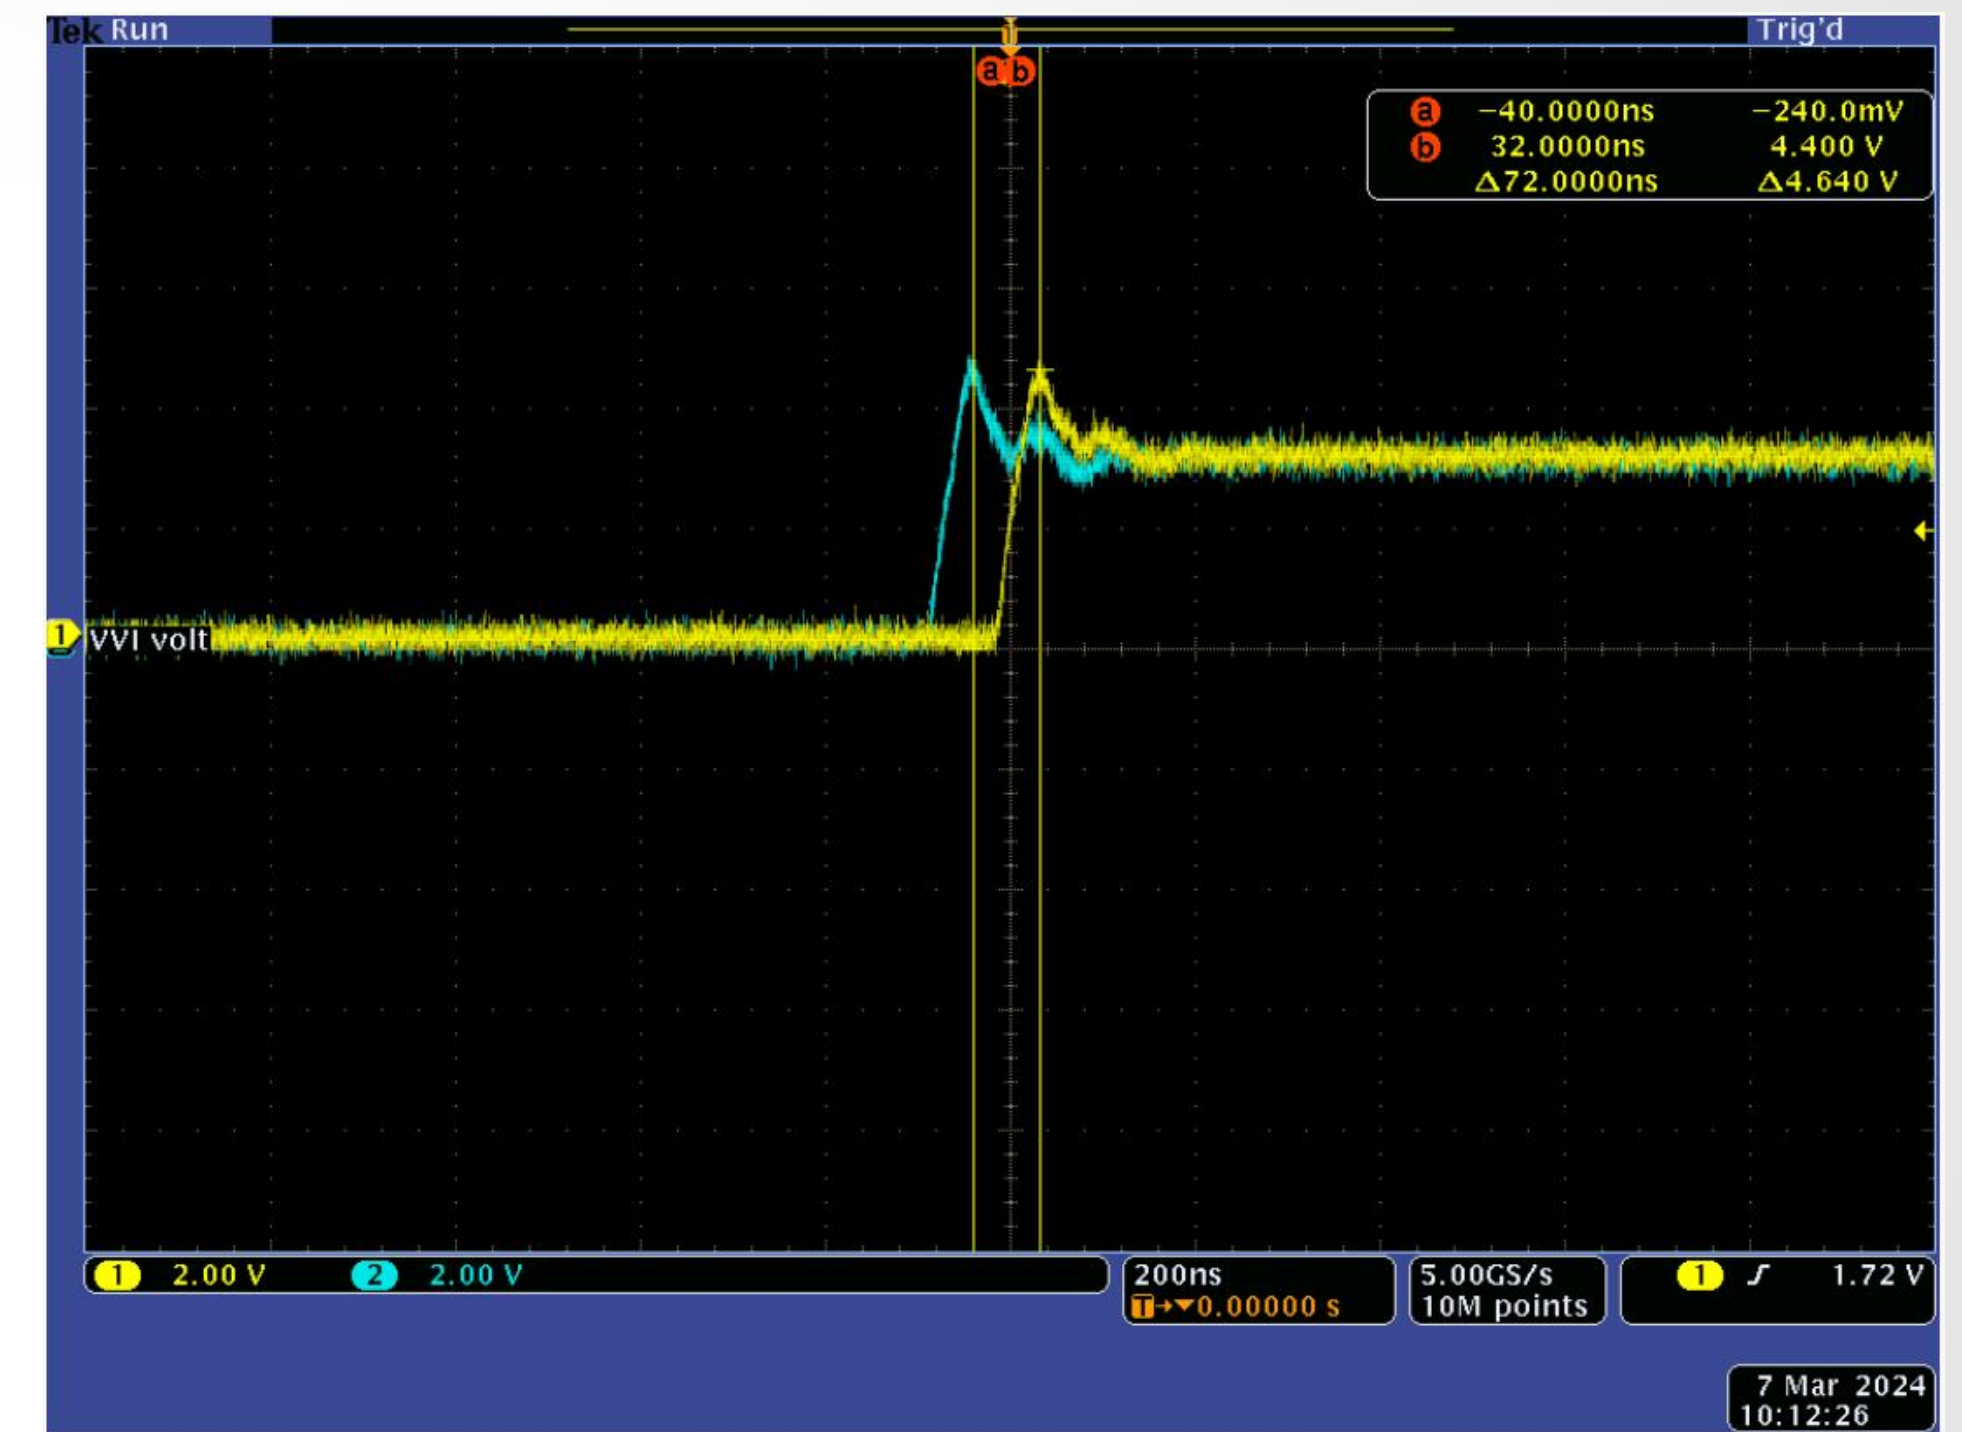 Tek Run Trig'd
T
a b
a −40.0000ns −240.0mV
b 32.0000ns 4.400 V
Δ72.0000ns Δ4.640 V
1 VVI volt
1 2.00 V 2 2.00 V
200ns
T→▼0.00000 s
5.00GS/s
10M points
1 ∫ 1.72 V
7 Mar 2024
10:12:26